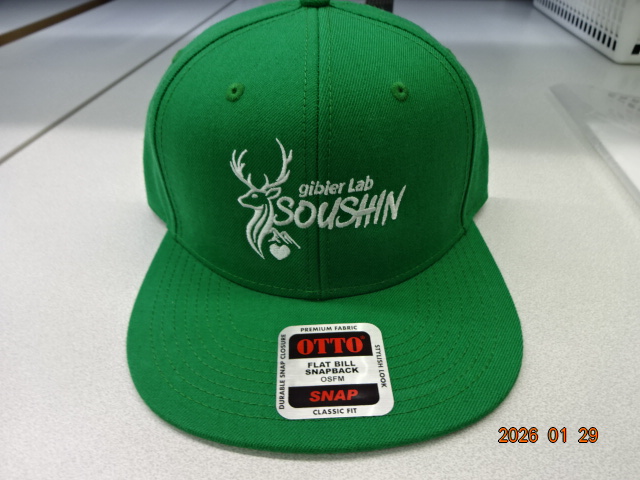 gibier Lab
SOUSHIN
PREMIUM FABRIC
DURABLE SNAP CLOSURE
OTTO
FLAT BILL
SNAPBACK
OSFM
SNAP
STYLISH LOOK
CLASSIC FIT
2026 01 29